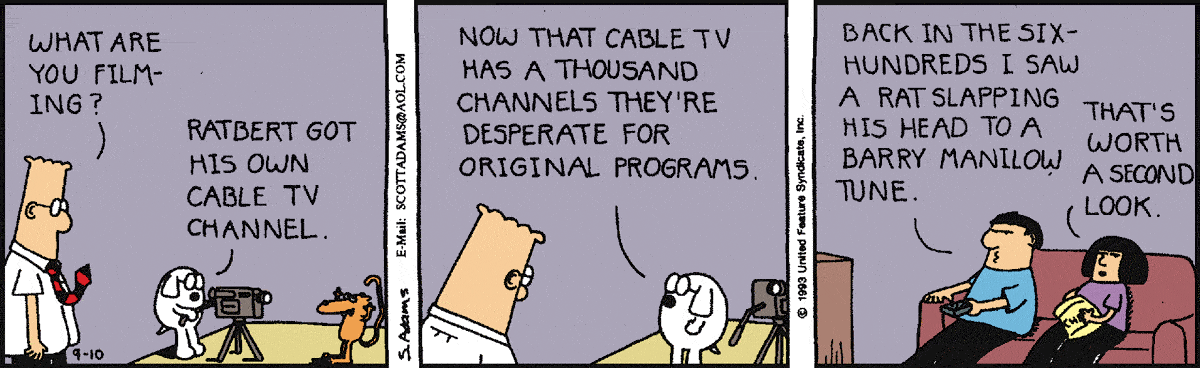 WHAT ARE
YOU FILM-
ING?
RATBERT GOT
HIS OWN
CABLE TV
CHANNEL.
9-10
S. Adams
E-Mail: SCOTTADAMS@AOL.COM
NOW THAT CABLE TV
HAS A THOUSAND
CHANNELS THEY'RE
DESPERATE FOR
ORIGINAL PROGRAMS.
© 1993 United Feature Syndicate, Inc.
BACK IN THE SIX-
HUNDREDS I SAW
A RAT SLAPPING
HIS HEAD TO A
BARRY MANILOW
TUNE.
THAT'S
WORTH
A SECOND
LOOK.